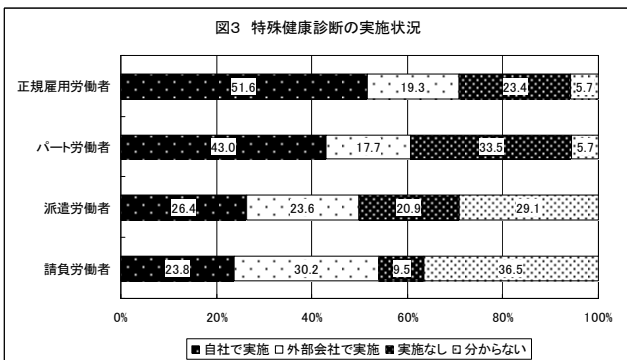 図3 特殊健康診断の実施状況
正規雇用労働者 51.6 19.3 23.4 5.7
パート労働者 43.0 17.7 33.5 5.7
派遣労働者 26.4 23.6 20.9 29.1
請負労働者 23.8 30.2 9.5 36.5
0% 20% 40% 60% 80% 100%
自社で実施 外部会社で実施 実施なし 分からない